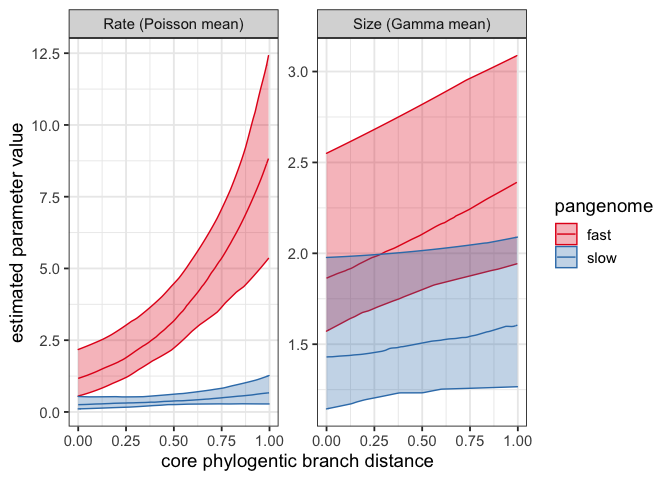 Rate (Poisson mean)
Size (Gamma mean)
estimated parameter value
12.5
10.0
7.5
5.0
2.5
0.0
3.0
2.5
2.0
1.5
0.00 0.25 0.50 0.75 1.00
0.00 0.25 0.50 0.75 1.00
core phylogentic branch distance
pangenome
fast
slow